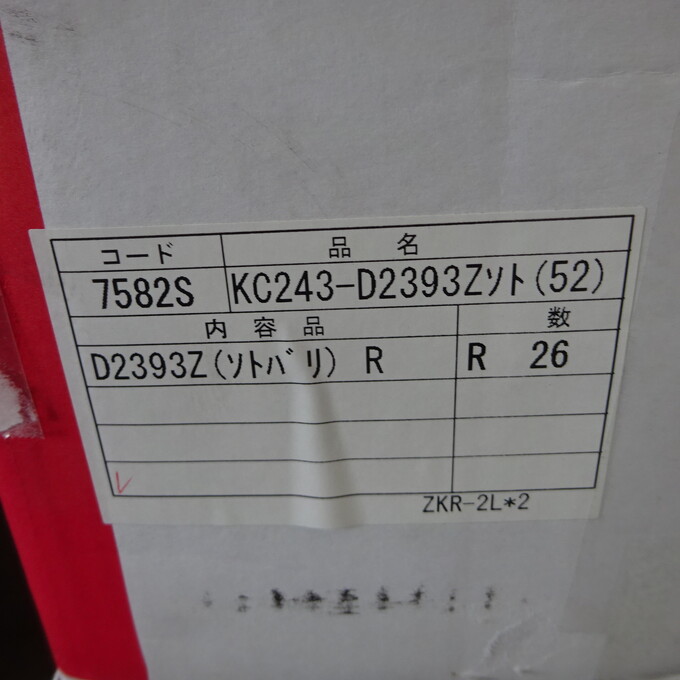 コード 品 名
7582S KC243-D2393Zソト(52)
内 容 品 数
D2393Z(ソトバリ) R R 26
ZKR-2L*2